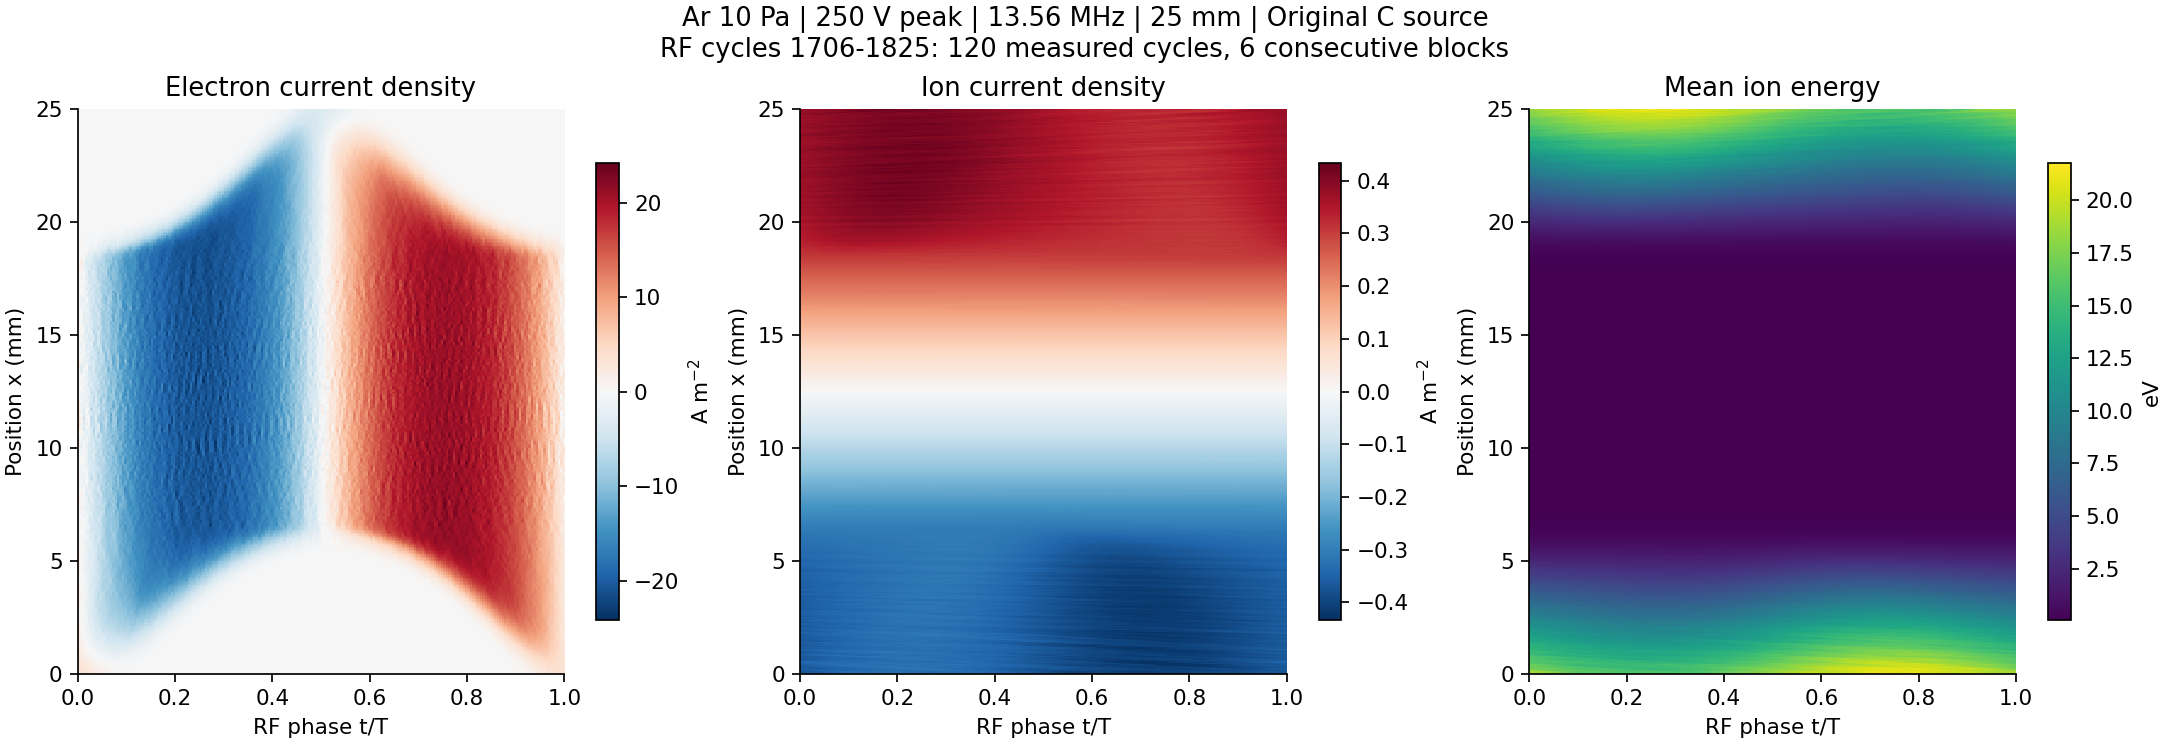 Ar 10 Pa | 250 V peak | 13.56 MHz | 25 mm | Original C source
RF cycles 1706-1825: 120 measured cycles, 6 consecutive blocks
Electron current density
25
20
15
10
5
0
Position x (mm)
0.0 0.2 0.4 0.6 0.8 1.0
RF phase t/T
20
10
0
−10
−20
A m⁻²
Ion current density
25
20
15
10
5
0
Position x (mm)
0.0 0.2 0.4 0.6 0.8 1.0
RF phase t/T
0.4
0.3
0.2
0.1
0.0
−0.1
−0.2
−0.3
−0.4
A m⁻²
Mean ion energy
25
20
15
10
5
0
Position x (mm)
0.0 0.2 0.4 0.6 0.8 1.0
RF phase t/T
20.0
17.5
15.0
12.5
10.0
7.5
5.0
2.5
eV